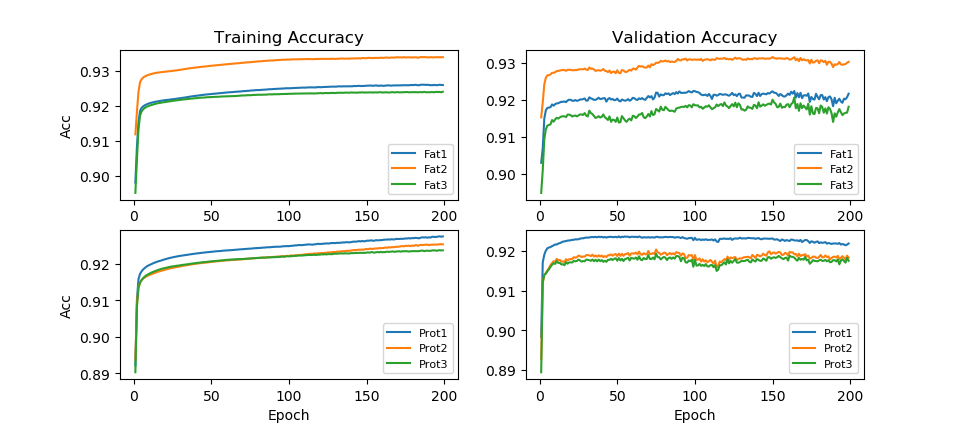 Training Accuracy
Validation Accuracy
Acc
0.93
0.92
0.91
0.90
0 50 100 150 200
Fat1
Fat2
Fat3
0.93
0.92
0.91
0.90
0 50 100 150 200
Fat1
Fat2
Fat3
Acc
0.92
0.91
0.90
0.89
0 50 100 150 200
Epoch
Prot1
Prot2
Prot3
0.92
0.91
0.90
0.89
0 50 100 150 200
Epoch
Prot1
Prot2
Prot3